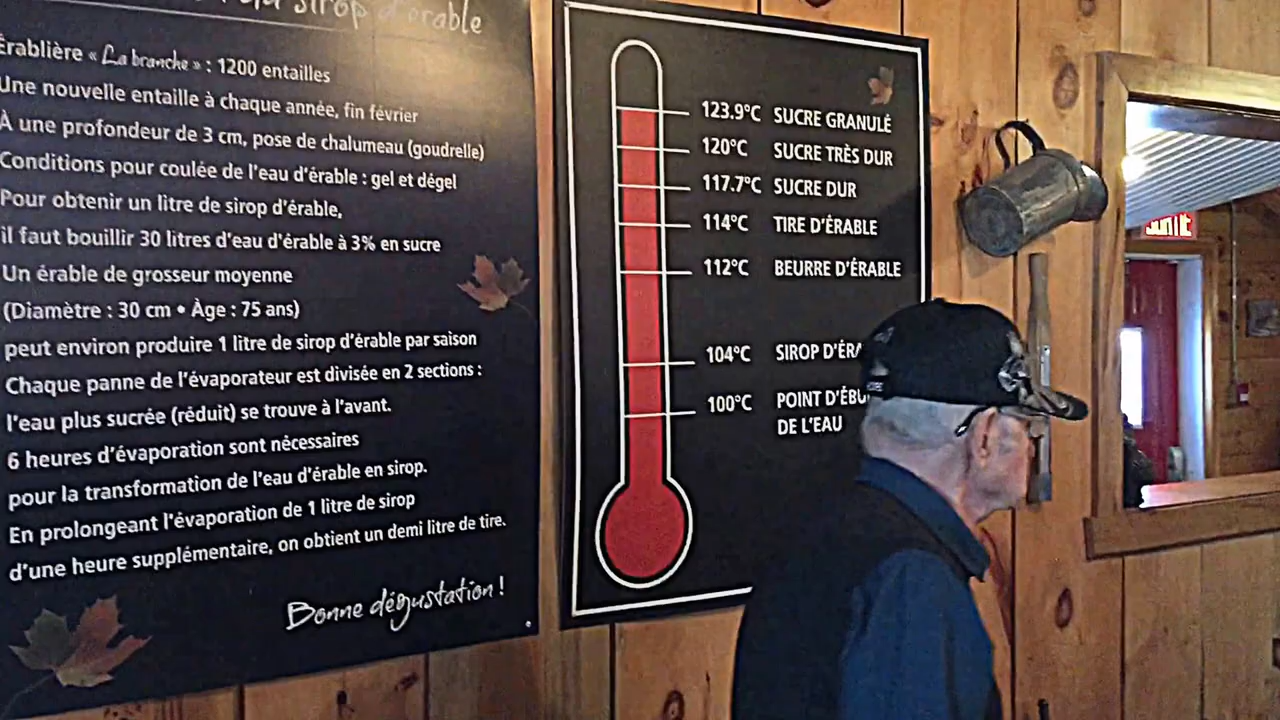 sirop d'érable
Érablière « La branche » : 1200 entailles
Une nouvelle entaille à chaque année, fin février
À une profondeur de 3 cm, pose de chalumeau (goudrelle)
Conditions pour coulée de l'eau d'érable : gel et dégel
Pour obtenir un litre de sirop d'érable,
il faut bouillir 30 litres d'eau d'érable à 3% en sucre
Un érable de grosseur moyenne
(Diamètre : 30 cm • Àge : 75 ans)
peut environ produire 1 litre de sirop d'érable par saison
Chaque panne de l'évaporateur est divisée en 2 sections :
l'eau plus sucrée (réduit) se trouve à l'avant.
6 heures d'évaporation sont nécessaires
pour la transformation de l'eau d'érable en sirop.
En prolongeant l'évaporation de 1 litre de sirop
d'une heure supplémentaire, on obtient un demi litre de tire.
Bonne dégustation !
123.9°C SUCRE GRANULÉ
120°C SUCRE TRÈS DUR
117.7°C SUCRE DUR
114°C TIRE D'ÉRABLE
112°C BEURRE D'ÉRABLE
104°C SIROP
100°C POINT
DE L'EAU
SORTIE